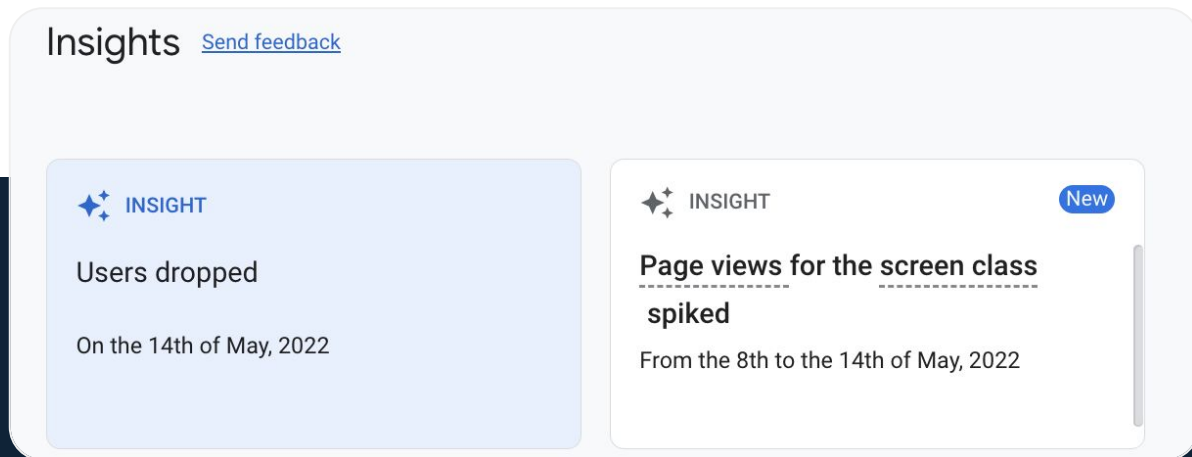 Insights Send feedback
INSIGHT
Users dropped
On the 14th of May, 2022
INSIGHT New
Page views for the screen class
spiked
From the 8th to the 14th of May, 2022